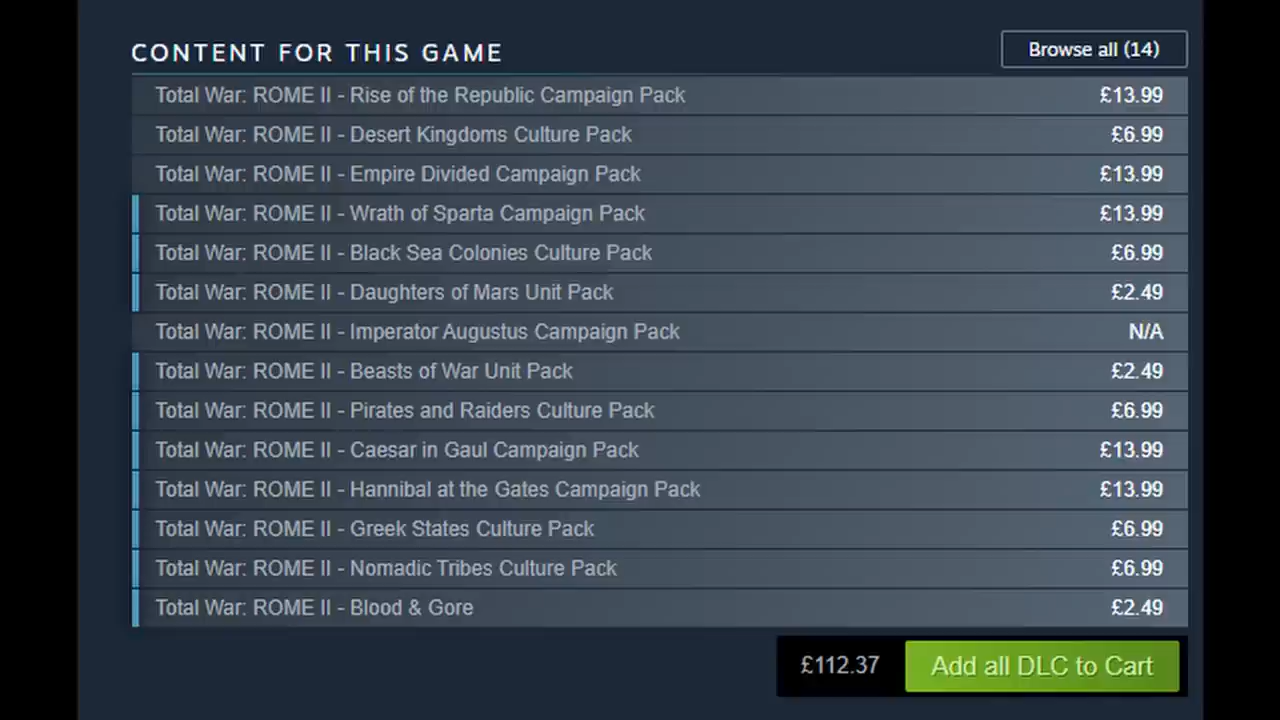 CONTENT FOR THIS GAME
Browse all (14)
Total War: ROME II - Rise of the Republic Campaign Pack £13.99
Total War: ROME II - Desert Kingdoms Culture Pack £6.99
Total War: ROME II - Empire Divided Campaign Pack £13.99
Total War: ROME II - Wrath of Sparta Campaign Pack £13.99
Total War: ROME II - Black Sea Colonies Culture Pack £6.99
Total War: ROME II - Daughters of Mars Unit Pack £2.49
Total War: ROME II - Imperator Augustus Campaign Pack N/A
Total War: ROME II - Beasts of War Unit Pack £2.49
Total War: ROME II - Pirates and Raiders Culture Pack £6.99
Total War: ROME II - Caesar in Gaul Campaign Pack £13.99
Total War: ROME II - Hannibal at the Gates Campaign Pack £13.99
Total War: ROME II - Greek States Culture Pack £6.99
Total War: ROME II - Nomadic Tribes Culture Pack £6.99
Total War: ROME II - Blood & Gore £2.49
£112.37 Add all DLC to Cart